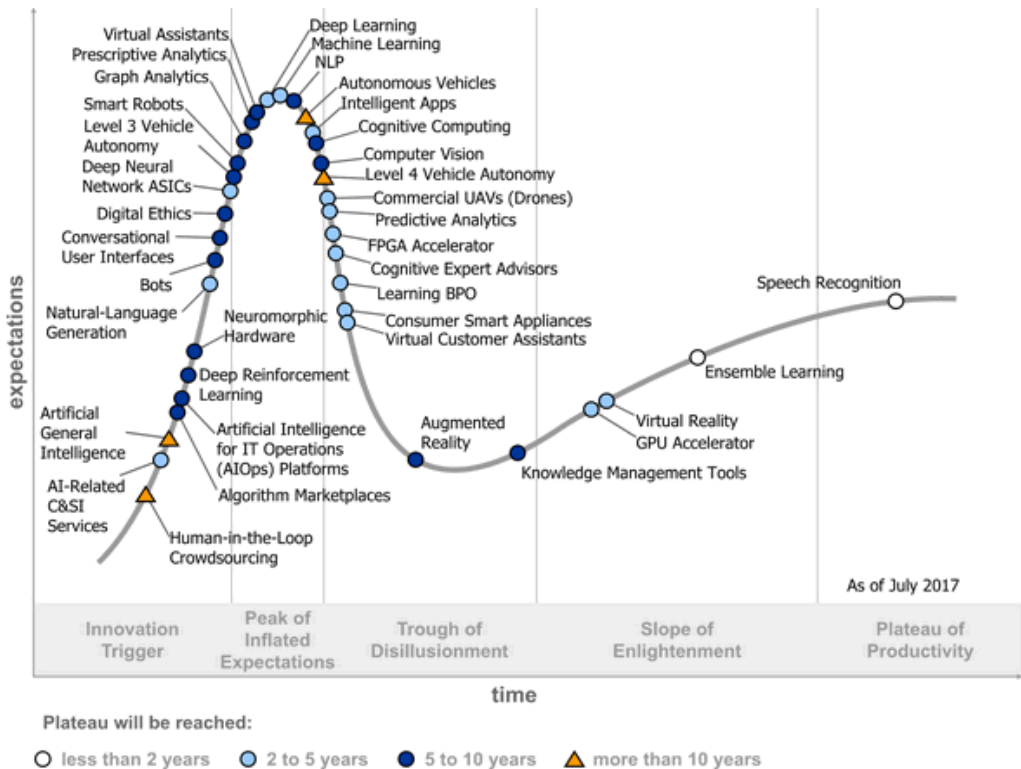 Virtual Assistants
Prescriptive Analytics
Graph Analytics
Smart Robots
Level 3 Vehicle
Autonomy
Deep Neural
Network ASICs
Digital Ethics
Conversational
User Interfaces
Bots
Natural-Language
Generation
Neuromorphic
Hardware
Deep Reinforcement
Learning
Artificial
General
Intelligence
Artificial Intelligence
for IT Operations
(AIOps) Platforms
AI-Related
C&SI
Services
Algorithm Marketplaces
Human-in-the-Loop
Crowdsourcing
Deep Learning
Machine Learning
NLP
Autonomous Vehicles
Intelligent Apps
Cognitive Computing
Computer Vision
Level 4 Vehicle Autonomy
Commercial UAVs (Drones)
Predictive Analytics
FPGA Accelerator
Cognitive Expert Advisors
Learning BPO
Consumer Smart Appliances
Virtual Customer Assistants
Augmented
Reality
Knowledge Management Tools
Virtual Reality
GPU Accelerator
Ensemble Learning
Speech Recognition
As of July 2017
expectations
Innovation
Trigger
Peak of
Inflated
Expectations
Trough of
Disillusionment
Slope of
Enlightenment
Plateau of
Productivity
time
Plateau will be reached:
less than 2 years
2 to 5 years
5 to 10 years
more than 10 years